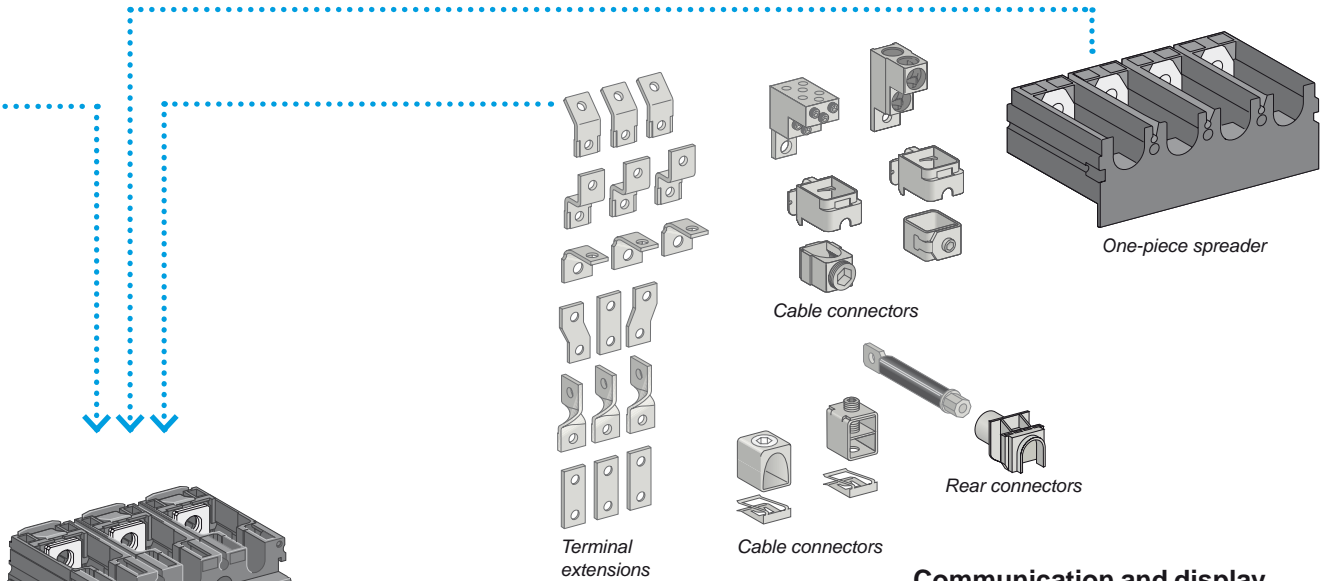 One-piece spreader
Cable connectors
Rear connectors
Terminal
extensions
Cable connectors
Communication and display